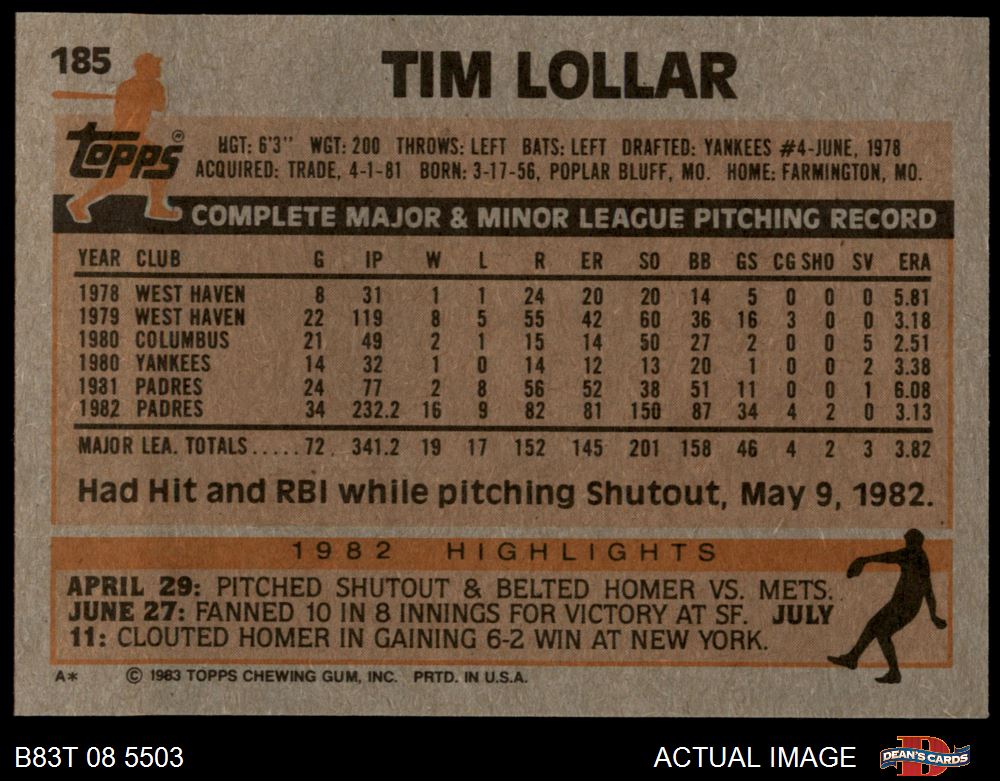 185
TIM LOLLAR
Topps®
HGT: 6'3" WGT: 200 THROWS: LEFT BATS: LEFT DRAFTED: YANKEES #4-JUNE, 1978
ACQUIRED: TRADE, 4-1-81 BORN: 3-17-56, POPLAR BLUFF, MO. HOME: FARMINGTON, MO.
COMPLETE MAJOR & MINOR LEAGUE PITCHING RECORD
YEAR CLUB G IP W L R ER SO BB GS CG SHO SV ERA
1978 WEST HAVEN 8 31 1 1 24 20 20 14 5 0 0 0 5.81
1979 WEST HAVEN 22 119 8 5 55 42 60 36 16 3 0 0 3.18
1980 COLUMBUS 21 49 2 1 15 14 50 27 2 0 0 5 2.51
1980 YANKEES 14 32 1 0 14 12 13 20 1 0 0 2 3.38
1981 PADRES 24 77 2 8 56 52 38 51 11 0 0 1 6.08
1982 PADRES 34 232.2 16 9 82 81 150 87 34 4 2 0 3.13
MAJOR LEA. TOTALS.....72 341.2 19 17 152 145 201 158 46 4 2 3 3.82
Had Hit and RBI while pitching Shutout, May 9, 1982.
1982 HIGHLIGHTS
APRIL 29: PITCHED SHUTOUT & BELTED HOMER VS. METS.
JUNE 27: FANNED 10 IN 8 INNINGS FOR VICTORY AT SF. JULY
11: CLOUTED HOMER IN GAINING 6-2 WIN AT NEW YORK.
A* © 1983 TOPPS CHEWING GUM, INC. PRTD. IN U.S.A.
B83T 08 5503 ACTUAL IMAGE DEAN'S CARDS